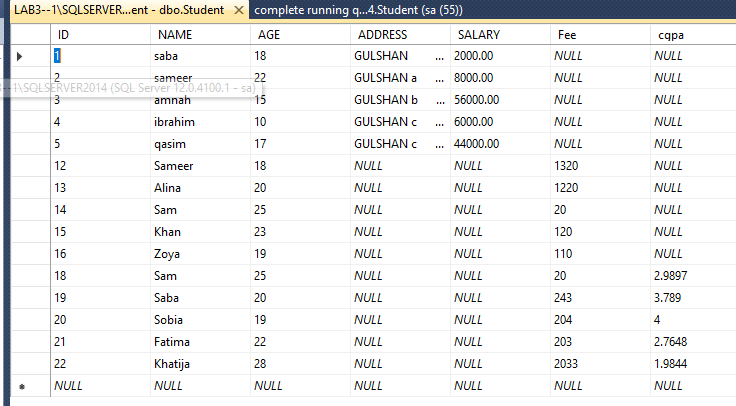 LAB3--1\SQLSERVER...ent - dbo.Student × complete running q...4.Student (sa (55))
ID NAME AGE ADDRESS SALARY Fee cqpa
1 saba 18 GULSHAN ... 2000.00 NULL NULL
2 sameer 22 GULSHAN a ... 8000.00 NULL NULL
--1\SQLSERVER2014 (SQL Server 12.0.4100.1 - sa)
3 amnah 15 GULSHAN b ... 56000.00 NULL NULL
4 ibrahim 10 GULSHAN c ... 6000.00 NULL NULL
5 qasim 17 GULSHAN c ... 44000.00 NULL NULL
12 Sameer 18 NULL NULL 1320 NULL
13 Alina 20 NULL NULL 1220 NULL
14 Sam 25 NULL NULL 20 NULL
15 Khan 23 NULL NULL 120 NULL
16 Zoya 19 NULL NULL 110 NULL
18 Sam 25 NULL NULL 20 2.9897
19 Saba 20 NULL NULL 243 3.789
20 Sobia 19 NULL NULL 204 4
21 Fatima 22 NULL NULL 203 2.7648
22 Khatija 28 NULL NULL 2033 1.9844
NULL NULL NULL NULL NULL NULL NULL